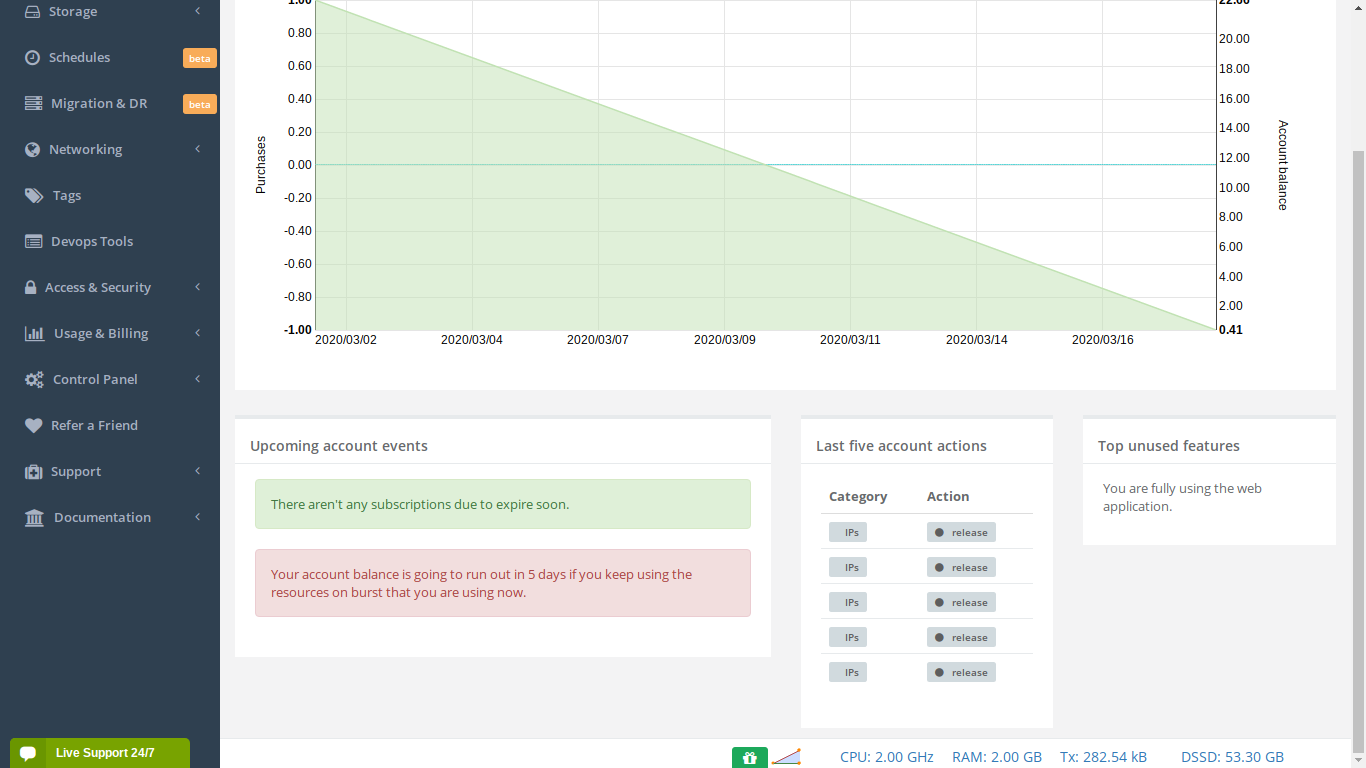 Storage
Schedules beta
Migration & DR beta
Networking
Tags
Devops Tools
Access & Security
Usage & Billing
Control Panel
Refer a Friend
Support
Documentation
Live Support 24/7
Purchases
1.00
0.80
0.60
0.40
0.20
0.00
-0.20
-0.40
-0.60
-0.80
-1.00
2020/03/02 2020/03/04 2020/03/07 2020/03/09 2020/03/11 2020/03/14 2020/03/16
20.00
18.00
16.00
14.00
12.00
10.00
8.00
6.00
4.00
2.00
0.41
Account balance
Upcoming account events
There aren't any subscriptions due to expire soon.
Your account balance is going to run out in 5 days if you keep using the
resources on burst that you are using now.
Last five account actions
Category Action
IPs release
IPs release
IPs release
IPs release
IPs release
Top unused features
You are fully using the web
application.
CPU: 2.00 GHz RAM: 2.00 GB Tx: 282.54 kB DSSD: 53.30 GB